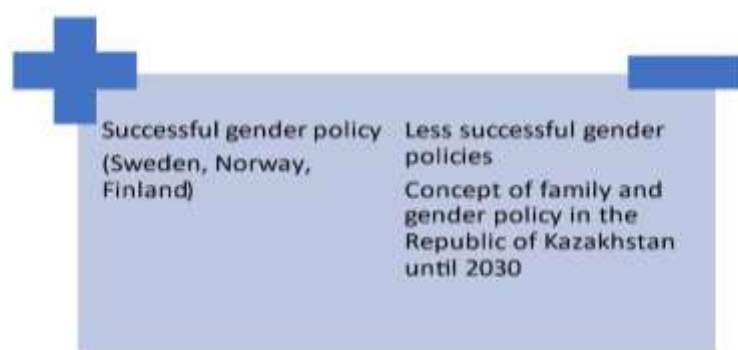 Successful gender policy
(Sweden, Norway,
Finland)
Less successful gender
policies
Concept of family and
gender policy in the
Republic of Kazakhstan
until 2030